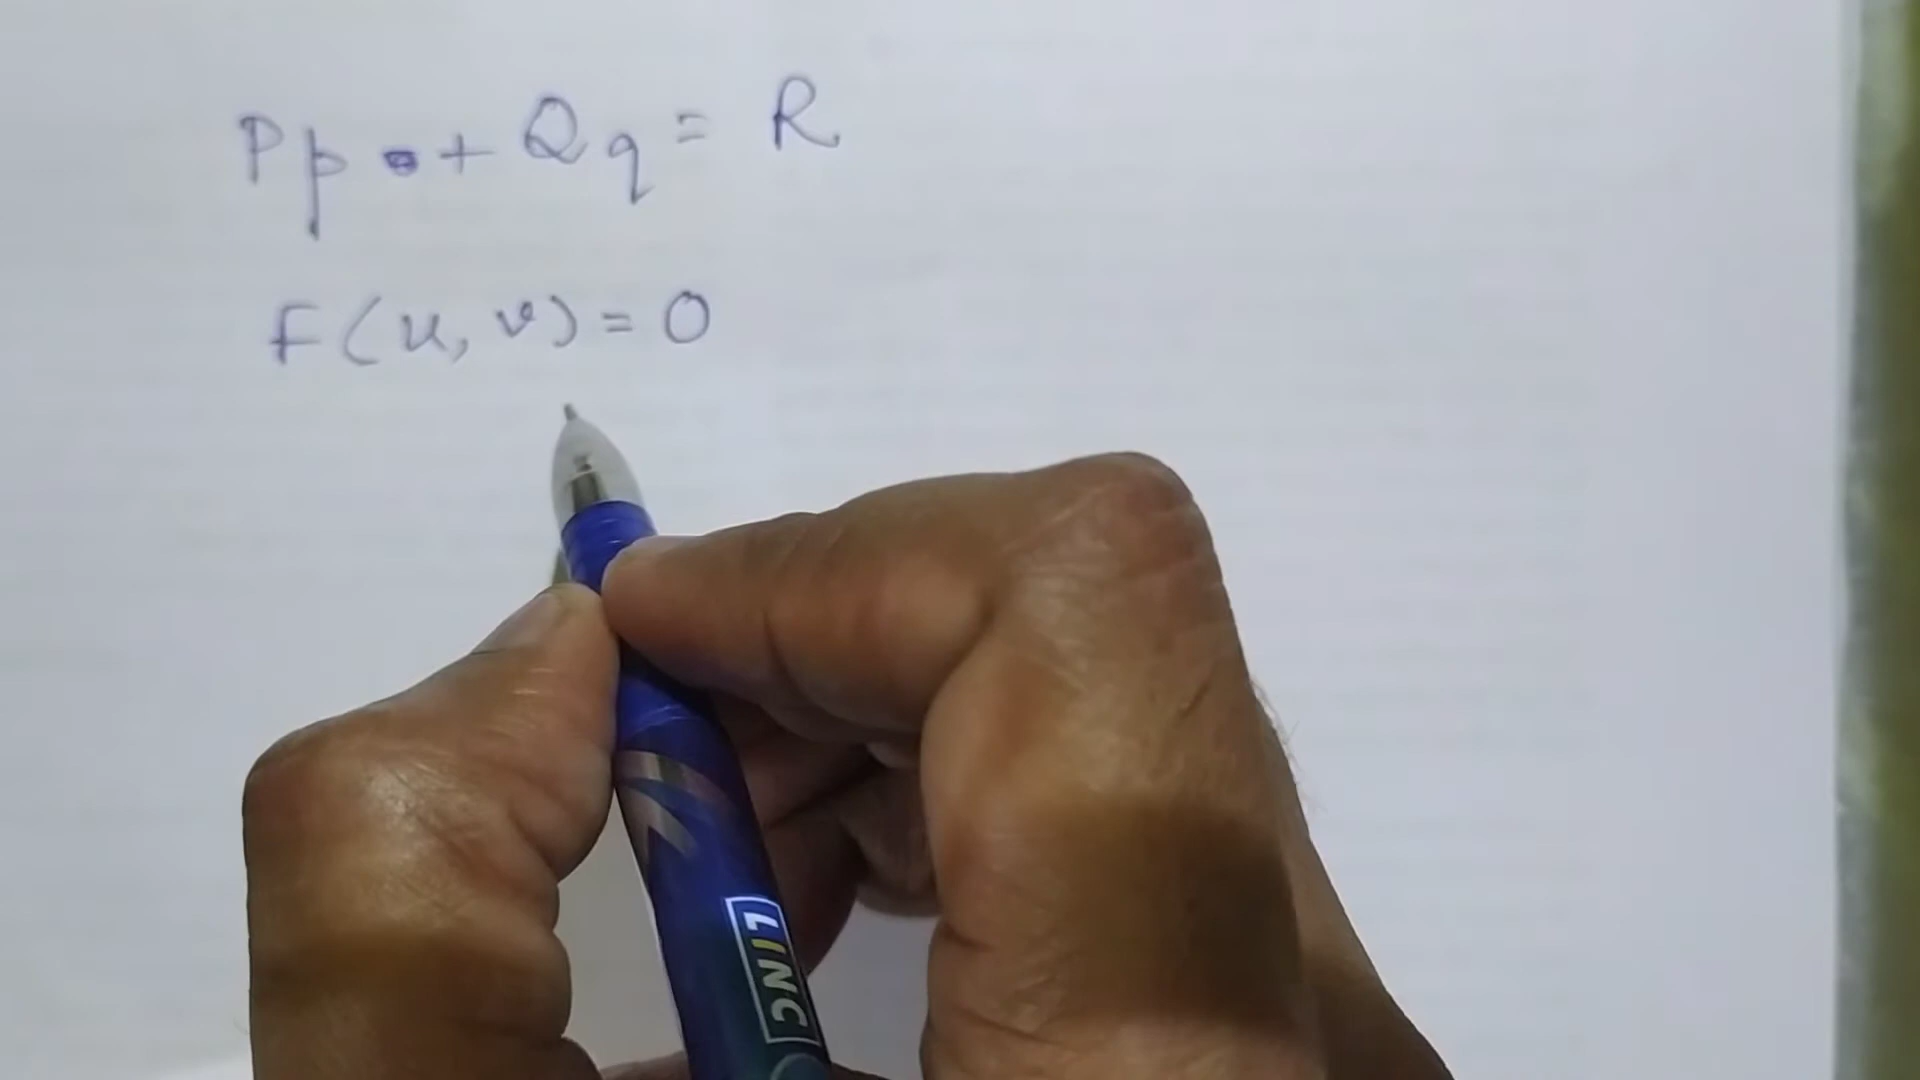 Pp + Qq = R
F(u, v) = 0
LINC